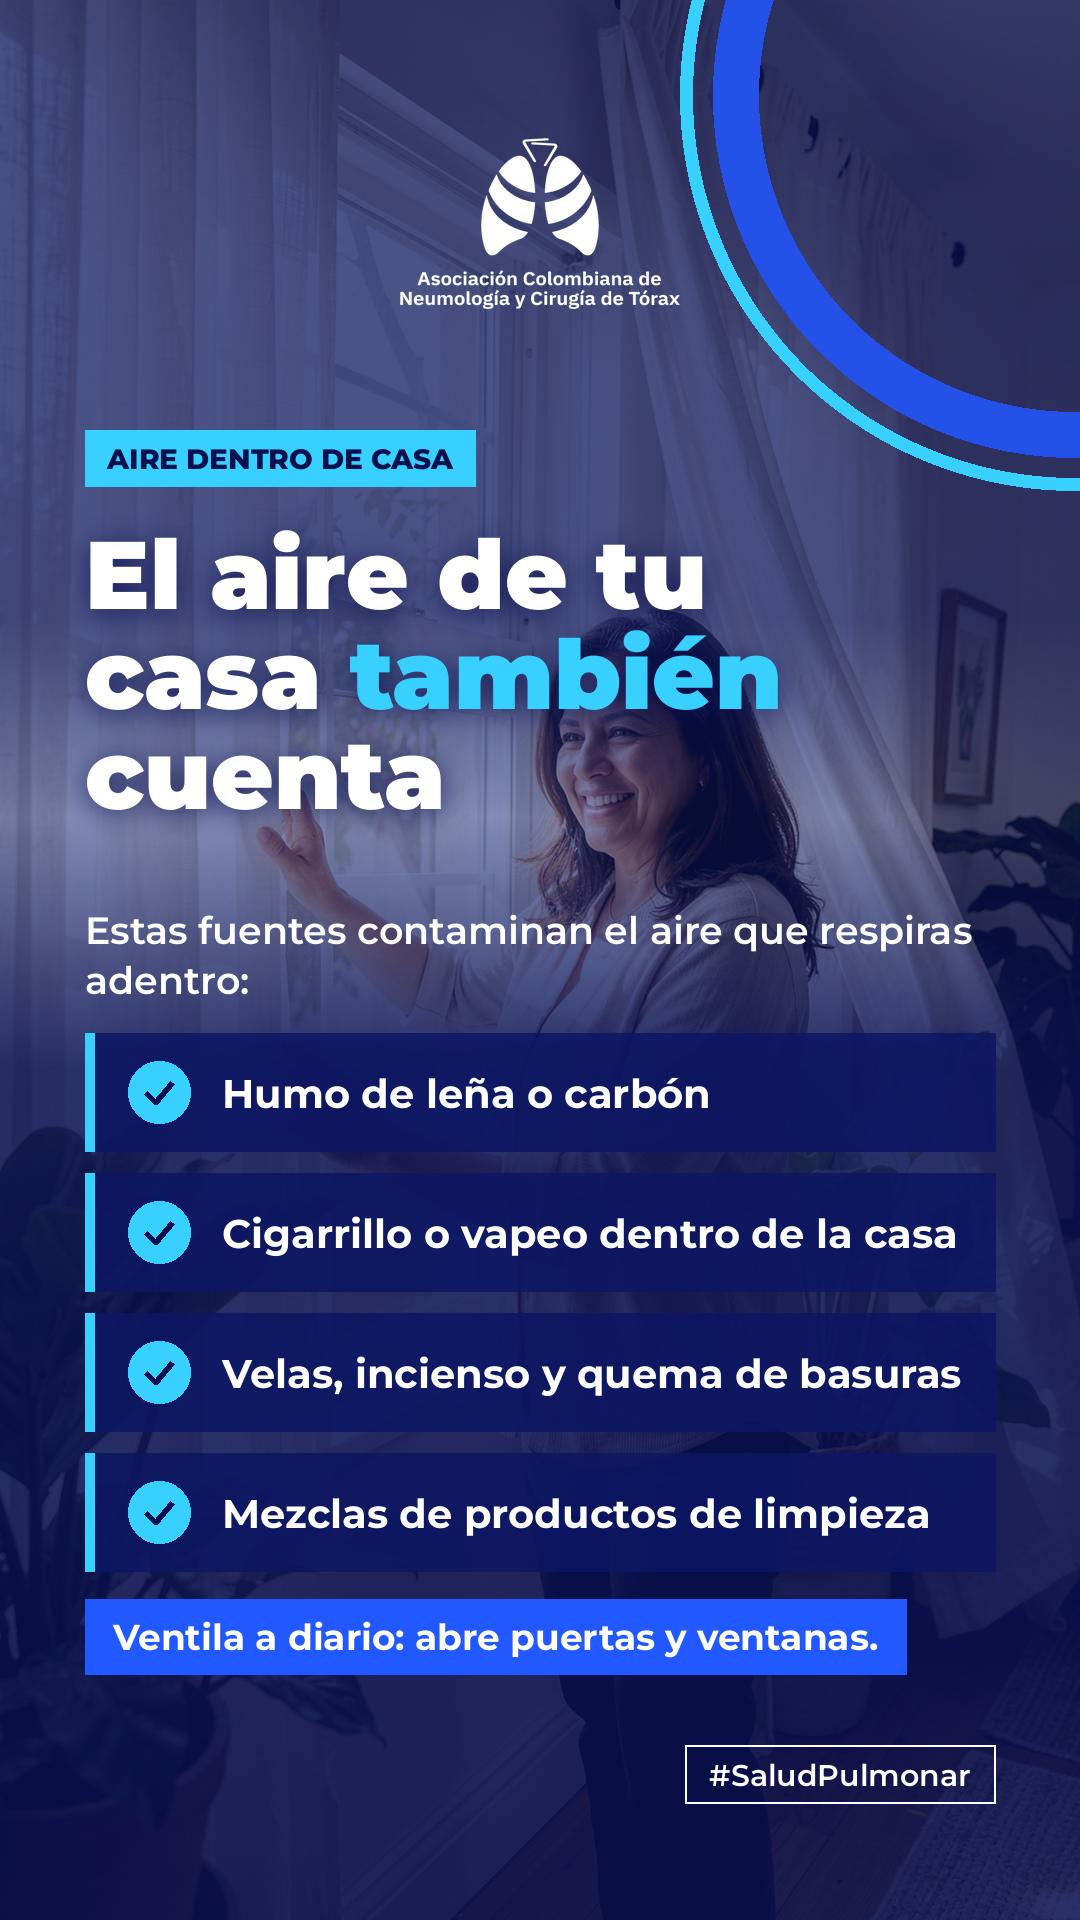 Asociación Colombiana de
Neumología y Cirugía de Tórax
AIRE DENTRO DE CASA
El aire de tu
casa también
cuenta
Estas fuentes contaminan el aire que respiras
adentro:
Humo de leña o carbón
Cigarrillo o vapeo dentro de la casa
Velas, incienso y quema de basuras
Mezclas de productos de limpieza
Ventila a diario: abre puertas y ventanas.
#SaludPulmonar